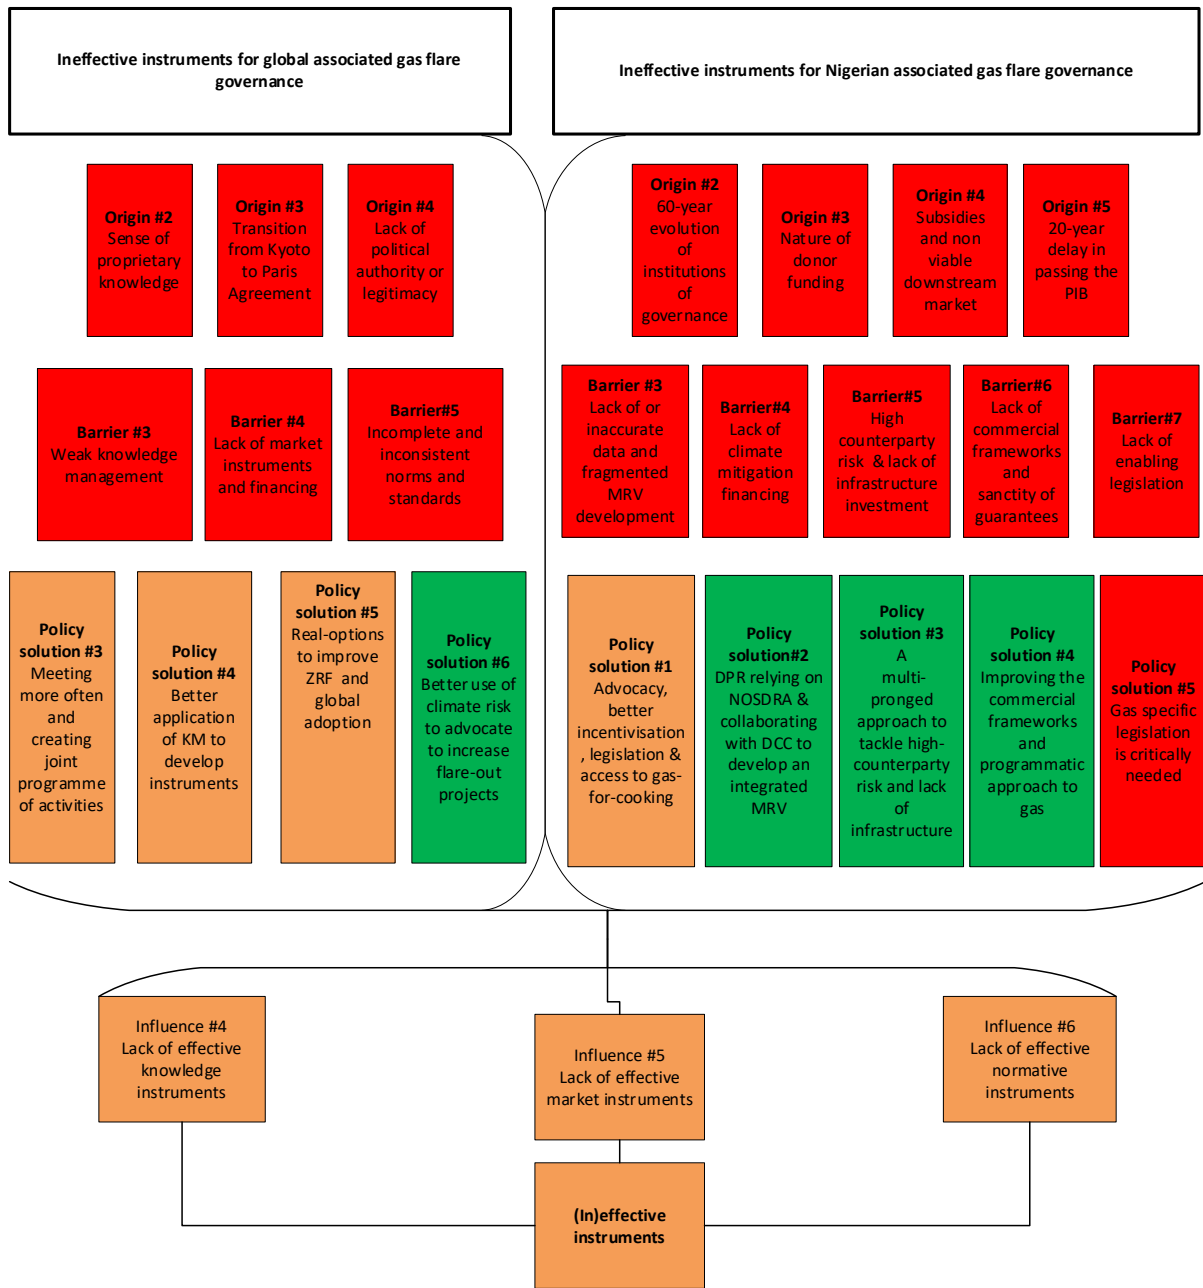 Ineffective instruments for global associated gas flare
governance
Ineffective instruments for Nigerian associated gas flare governance
Origin #2
Sense of
proprietary
knowledge
Origin #3
Transition
from Kyoto
to Paris
Agreement
Origin #4
Lack of
political
authority or
legitimacy
Origin #2
60-year
evolution
of
institutions
of
governance
Origin #3
Nature of
donor
funding
Origin #4
Subsidies
and non
viable
downstream
market
Origin #5
20-year
delay in
passing the
PIB
Barrier #3
Weak knowledge
management
Barrier #4
Lack of market
instruments
and financing
Barrier#5
Incomplete and
inconsistent
norms and
standards
Barrier #3
Lack of or
inaccurate
data and
fragmented
MRV
development
Barrier#4
Lack of
climate
mitigation
financing
Barrier#5
High
counterparty
risk & lack of
infrastructure
investment
Barrier#6
Lack of
commercial
frameworks
and
sanctity of
guarantees
Barrier#7
Lack of
enabling
legislation
Policy
solution #3
Meeting
more often
and
creating
joint
programme
of activities
Policy
solution #4
Better
application
of KM to
develop
instruments
Policy
solution #5
Real-options
to improve
ZRF and
global
adoption
Policy
solution #6
Better use of
climate risk
to advocate
to increase
flare-out
projects
Policy
solution #1
Advocacy,
better
incentivisation
, legislation &
access to gas-
for-cooking
Policy
solution#2
DPR relying on
NOSDRA &
collaborating
with DCC to
develop an
integrated
MRV
Policy
solution #3
A
multi-
pronged
approach to
tackle high-
counterparty
risk and lack
of
infrastructure
Policy
solution #4
Improving the
commercial
frameworks
and
programmatic
approach to
gas
Policy
solution #5
Gas specific
legislation
is critically
needed
Influence #4
Lack of effective
knowledge
instruments
Influence #5
Lack of effective
market instruments
Influence #6
Lack of effective
normative
instruments
(In)effective
instruments